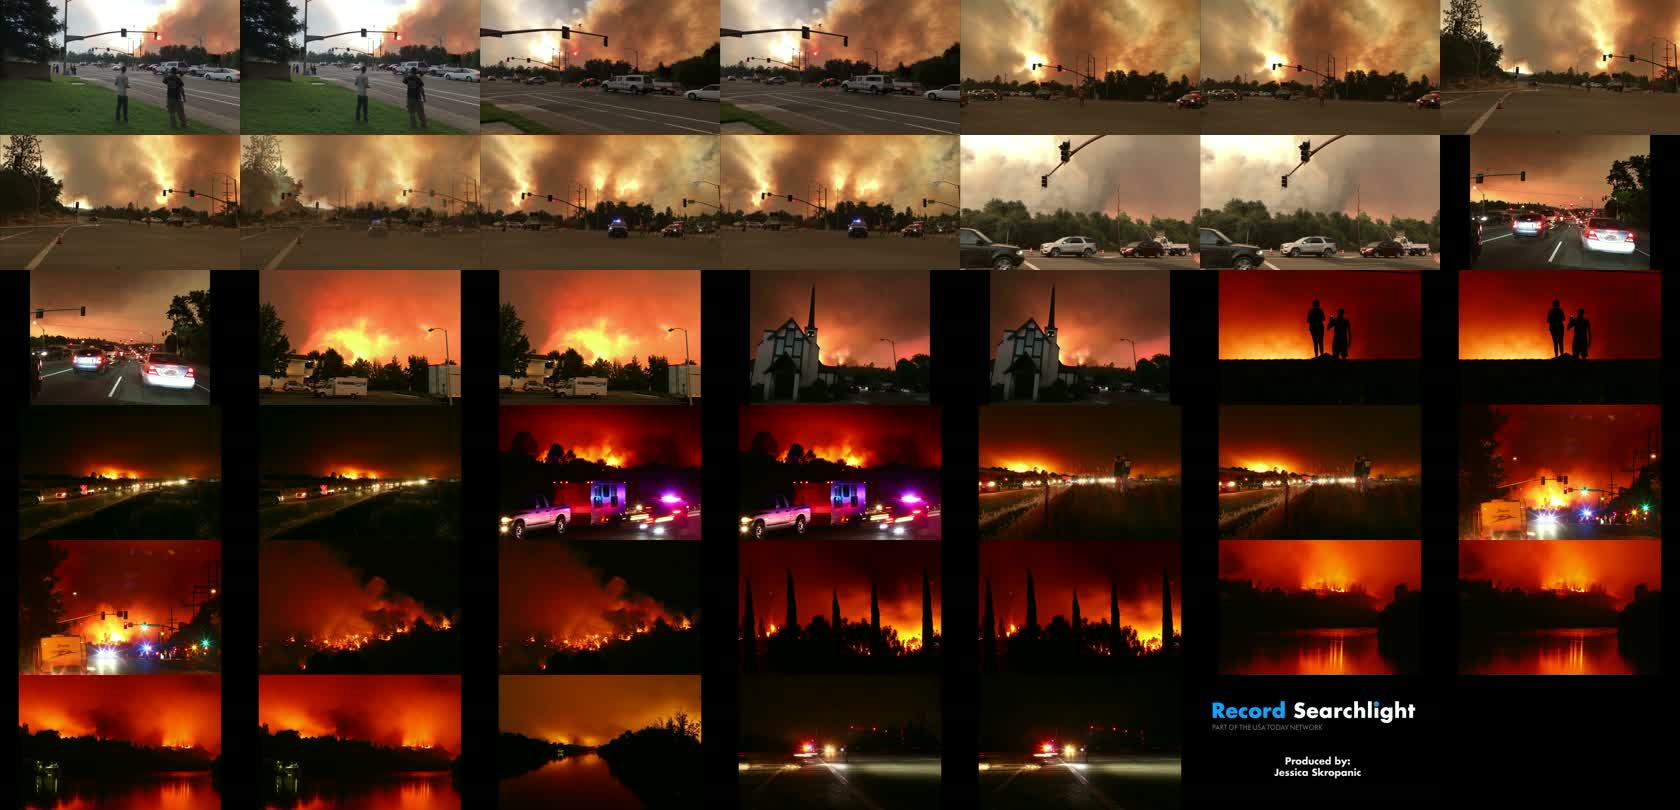 Record Searchlight
PART OF THE USA TODAY NETWORK
Produced by:
Jessica Skropanic